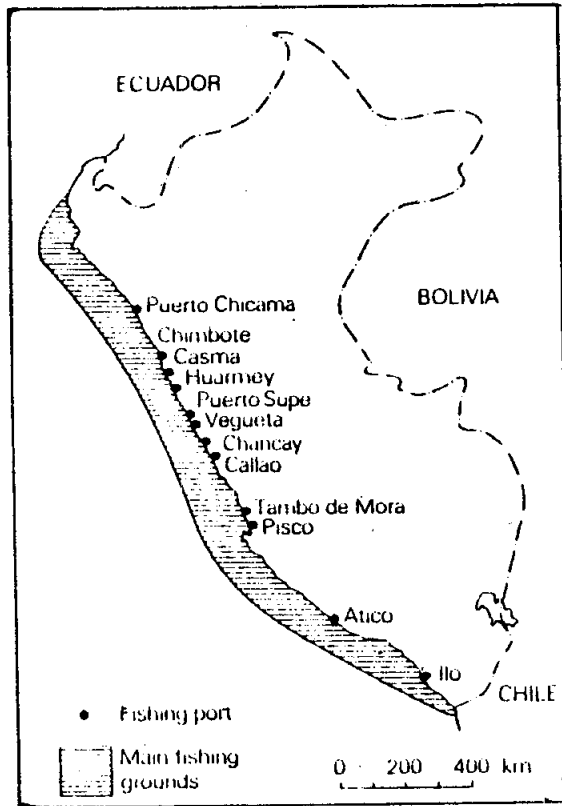 ECUADOR
BOLIVIA
Puerto Chicama
Chimbote
Casma
Huarmey
Puerto Supe
Vegueta
Chancay
Callao
Tambo de Mora
Pisco
Atico
Ilo
CHILE
Fishing port
Main fishing
grounds
0 200 400 km